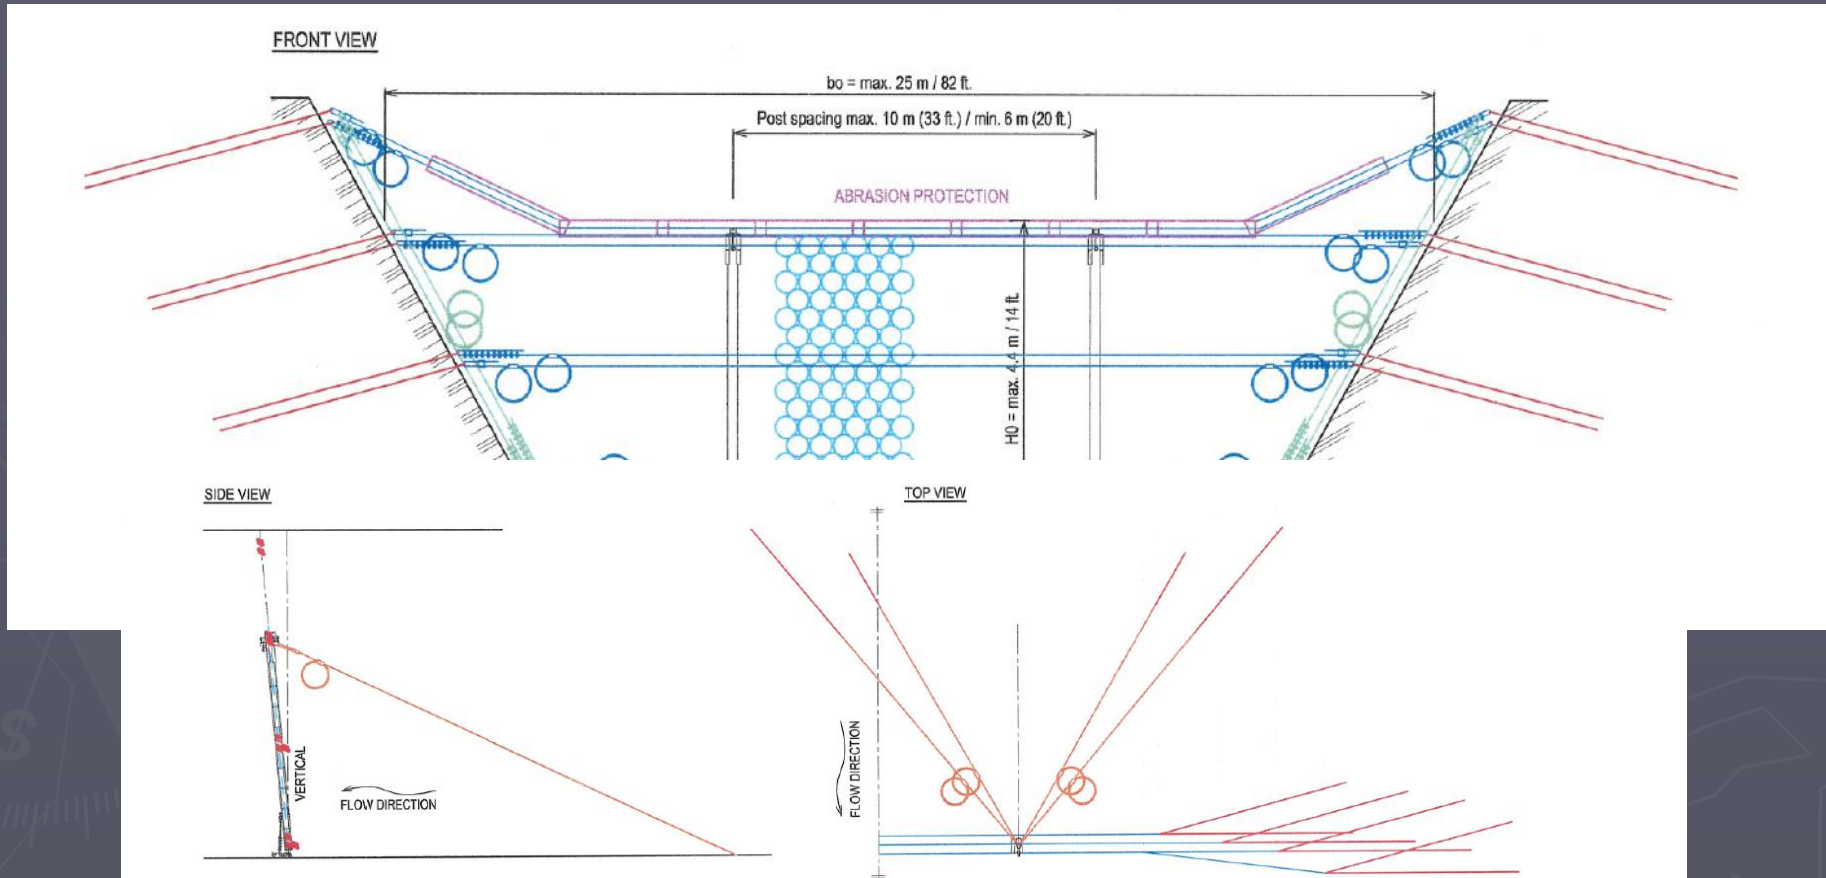 FRONT VIEW
bo = max. 25 m / 82 ft.
Post spacing max. 10 m (33 ft.) / min. 6 m (20 ft.)
ABRASION PROTECTION
H0 = max. 4.4 m / 14 ft.
SIDE VIEW
VERTICAL
FLOW DIRECTION
TOP VIEW
FLOW DIRECTION
$